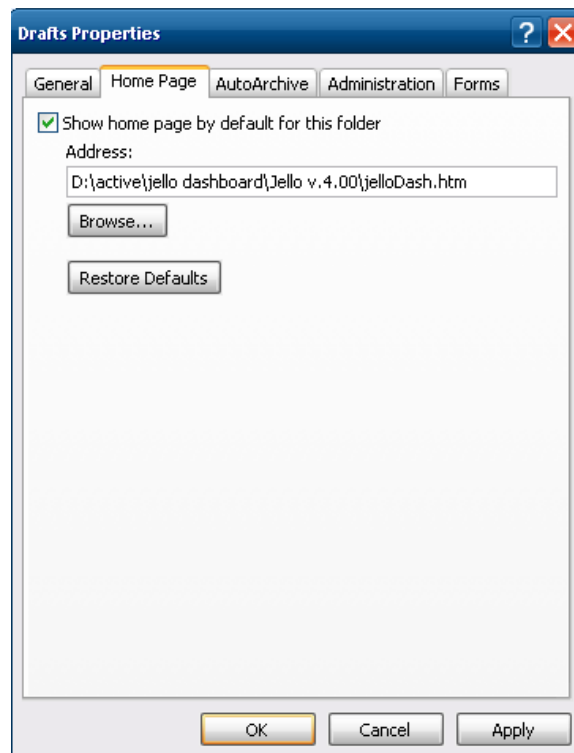 Drafts Properties
General Home Page AutoArchive Administration Forms
Show home page by default for this folder
Address:
D:\active\jello dashboard\Jello v.4.00\jelloDash.htm
Browse...
Restore Defaults
OK Cancel Apply